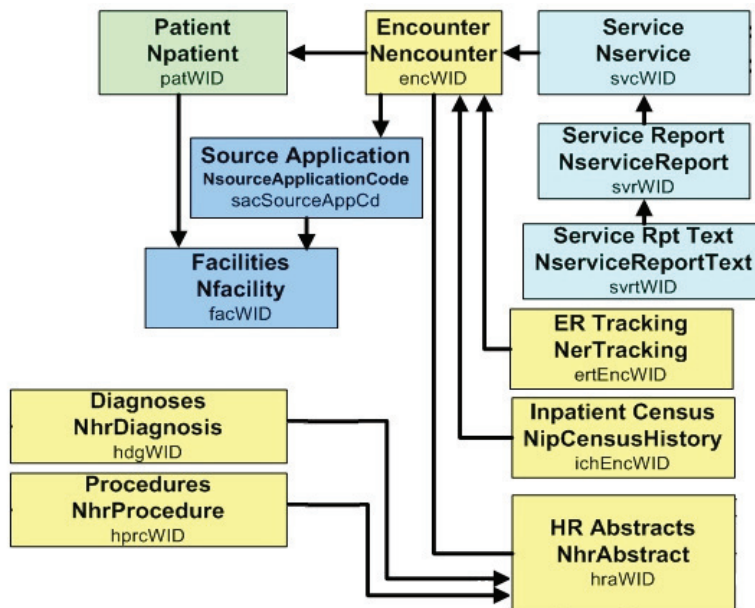 Patient
Npatient
patWID
Encounter
Nencounter
encWID
Service
Nservice
svcWID
Source Application
NsourceApplicationCode
sacSourceAppCd
Service Report
NserviceReport
svrWID
Facilities
Nfacility
facWID
Service Rpt Text
NserviceReportText
svrtWID
ER Tracking
NerTracking
ertEncWID
Diagnoses
NhrDiagnosis
hdgWID
Inpatient Census
NipCensusHistory
ichEncWID
Procedures
NhrProcedure
hprcWID
HR Abstracts
NhrAbstract
hraWID